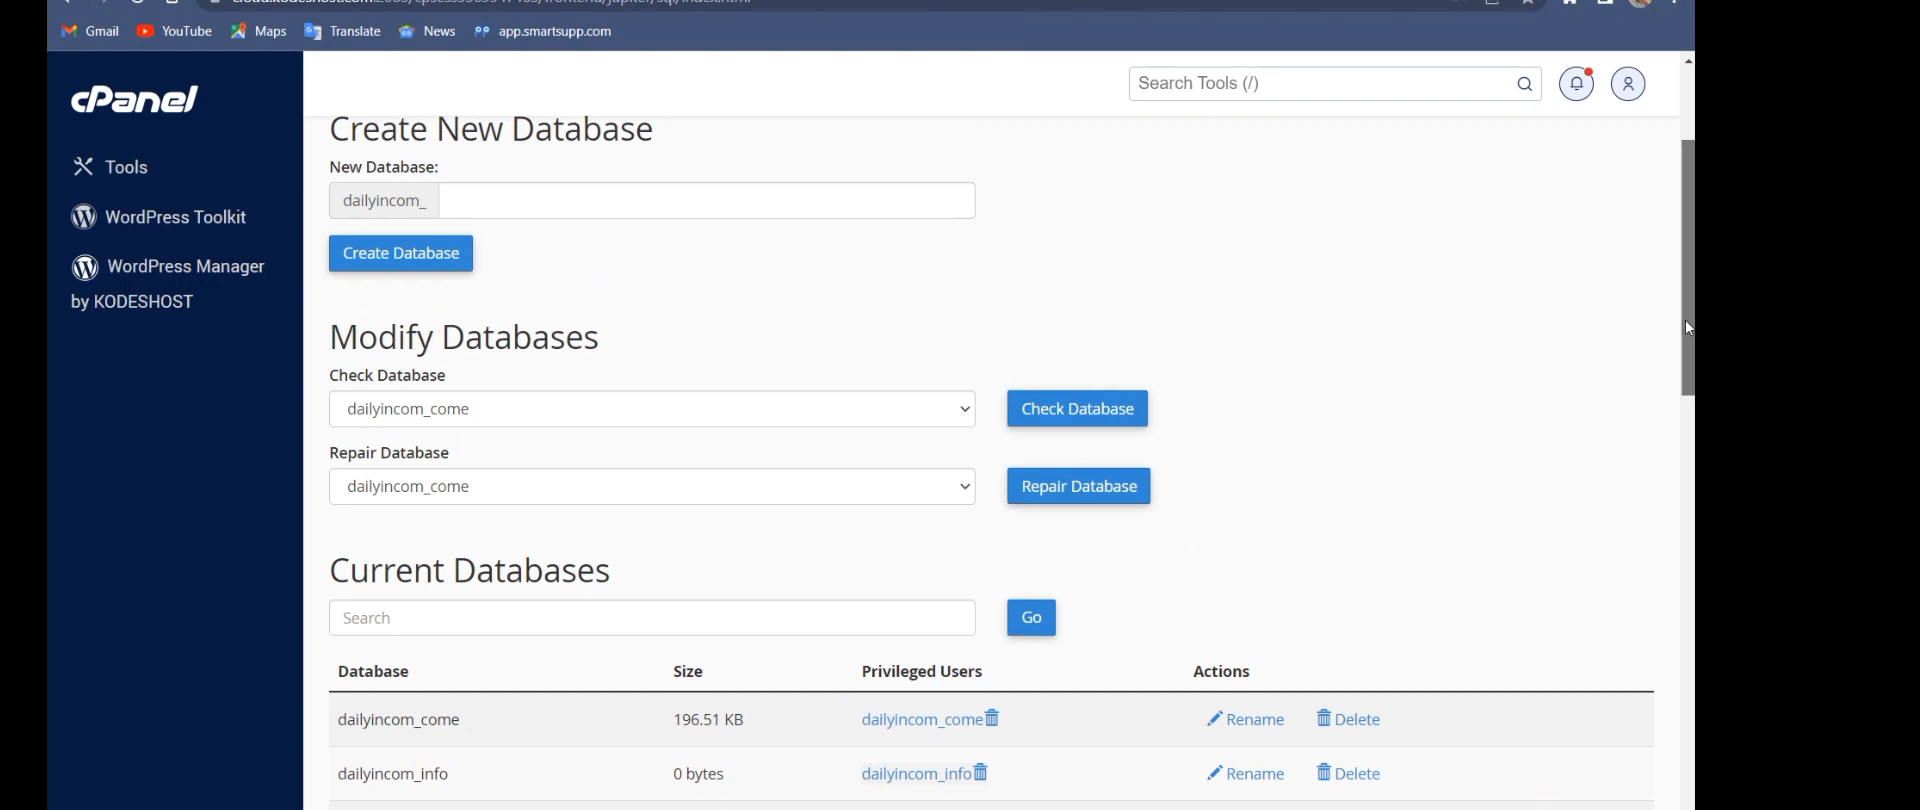 Gmail YouTube Maps Translate News app.smartsupp.com
cPanel
Search Tools (/)
Tools
WordPress Toolkit
WordPress Manager
by KODESHOST
Create New Database
New Database:
dailyincom_
Create Database
Modify Databases
Check Database
dailyincom_come Check Database
Repair Database
dailyincom_come Repair Database
Current Databases
Search Go
Database Size Privileged Users Actions
dailyincom_come 196.51 KB dailyincom_come Rename Delete
dailyincom_info 0 bytes dailyincom_info Rename Delete